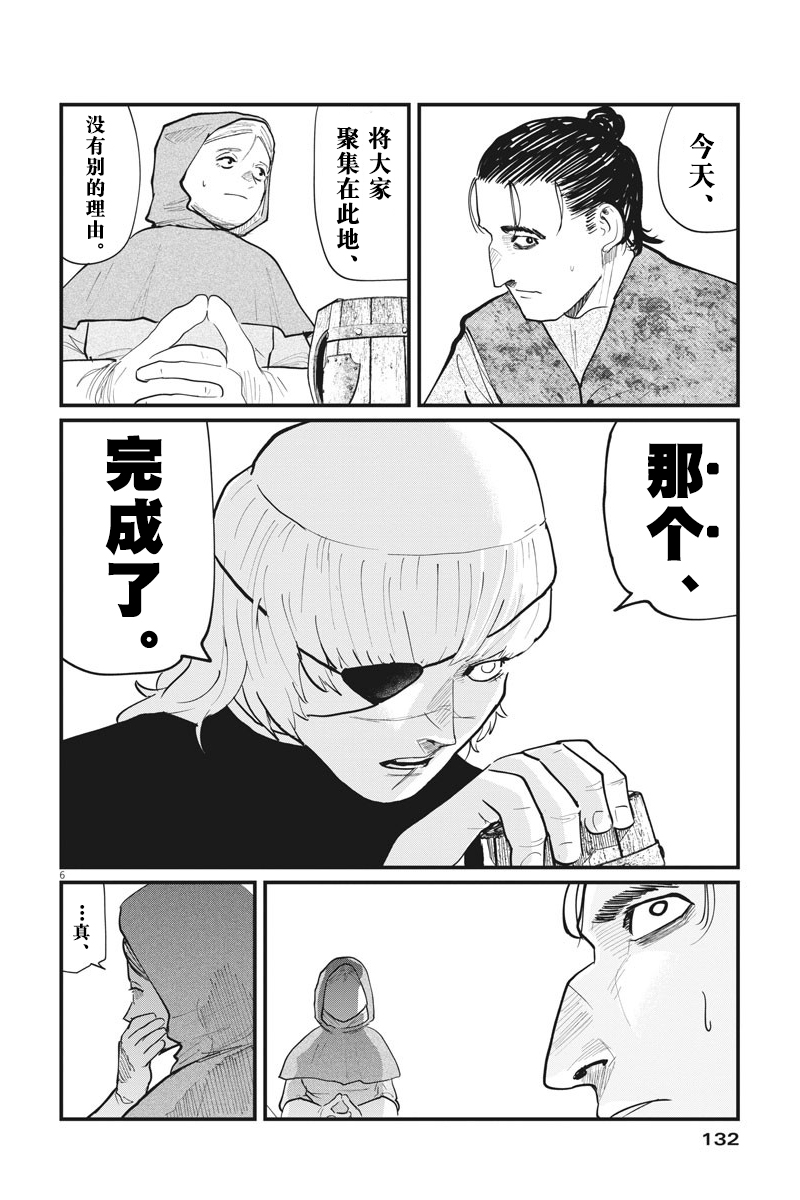 今天、
将大家
聚集在此地、
没有别的理由。
那个、
完成了。
6
…真、
132